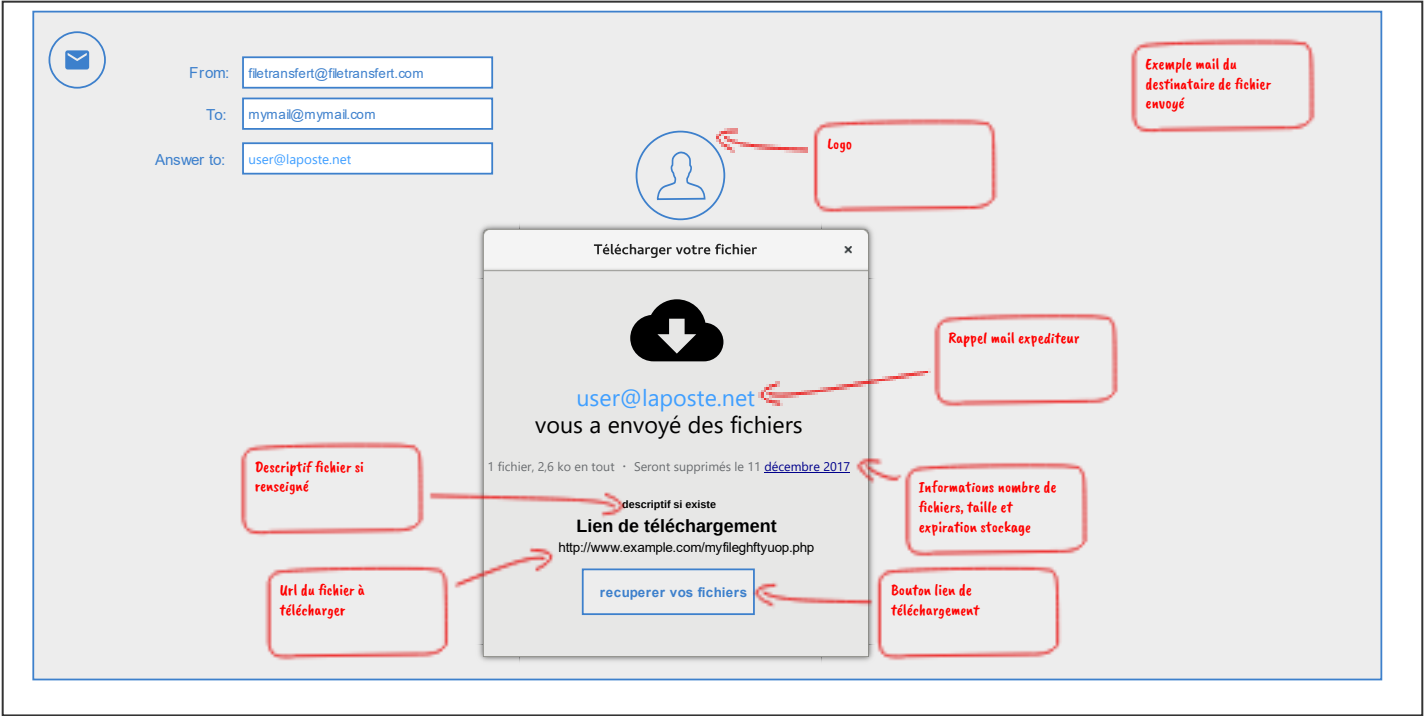 From: filetransfert@filetransfert.com
To: mymail@mymail.com
Answer to: user@laposte.net
Exemple mail du
destinataire de fichier
envoyé
Logo
Télécharger votre fichier ×
user@laposte.net
vous a envoyé des fichiers
Rappel mail expediteur
1 fichier, 2,6 ko en tout · Seront supprimés le 11 décembre 2017
Descriptif fichier si
renseigné
Informations nombre de
fichiers, taille et
expiration stockage
descriptif si existe
Lien de téléchargement
http://www.example.com/myfileghftyuop.php
Url du fichier à
télécharger
recuperer vos fichiers
Bouton lien de
téléchargement